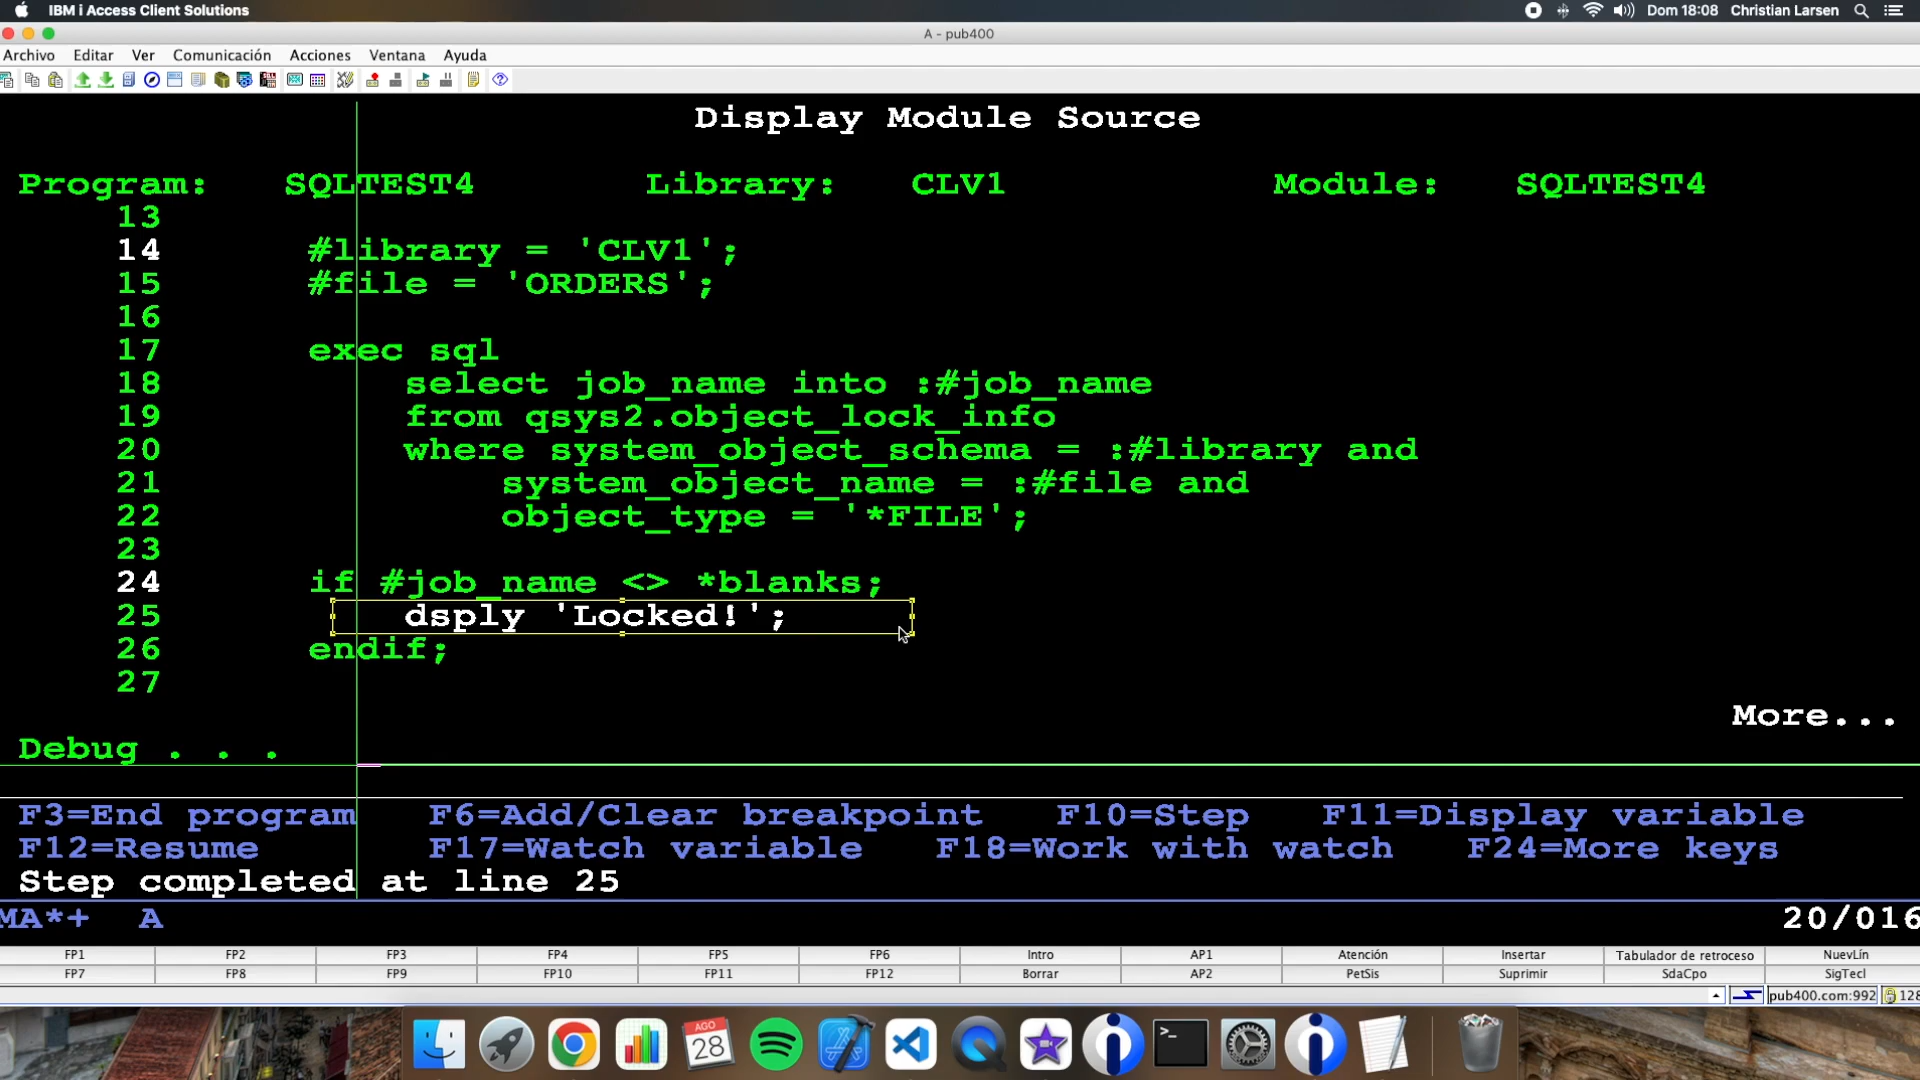 IBM i Access Client Solutions Dom 18:08 Christian Larsen
A - pub400
Archivo Editar Ver Comunicación Acciones Ventana Ayuda
Display Module Source
Program: SQLTEST4 Library: CLV1 Module: SQLTEST4
13
14 #library = 'CLV1';
15 #file = 'ORDERS';
16
17 exec sql
18 select job_name into :#job_name
19 from qsys2.object_lock_info
20 where system_object_schema = :#library and
21 system_object_name = :#file and
22 object_type = '*FILE';
23
24 if #job_name <> *blanks;
25 dsply 'Locked!';
26 endif;
27
More...
Debug . . .
F3=End program F6=Add/Clear breakpoint F10=Step F11=Display variable
F12=Resume F17=Watch variable F18=Work with watch F24=More keys
Step completed at line 25
MA*+ A 20/016
FP1 FP2 FP3 FP4 FP5 FP6 Intro AP1 Atención Insertar Tabulador de retroceso NuevLín
FP7 FP8 FP9 FP10 FP11 FP12 Borrar AP2 PetSis Suprimir SdaCpo SigTecl
pub400.com:992 128
AGO
28